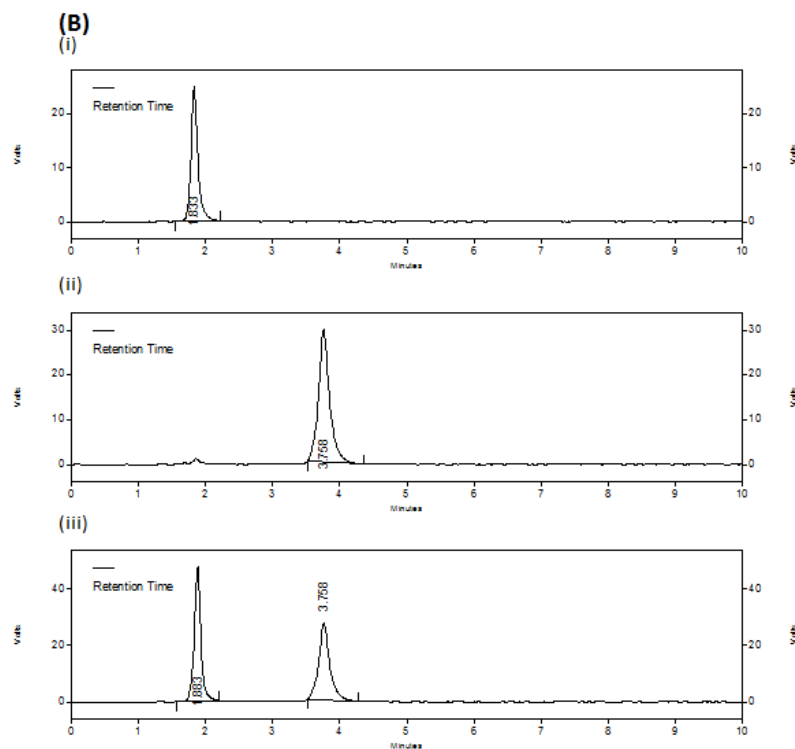 (B)
(i)
Retention Time
20 20
10 10
0 0
Volts Volts
.833
0 1 2 3 4 5 6 7 8 9 10
Minutes
(ii)
Retention Time
30 30
20 20
10 10
0 0
Volts Volts
3.758
0 1 2 3 4 5 6 7 8 9 10
Minutes
(iii)
Retention Time
40 40
20 20
0 0
Volts Volts
.883
3.758
0 1 2 3 4 5 6 7 8 9 10
Minutes